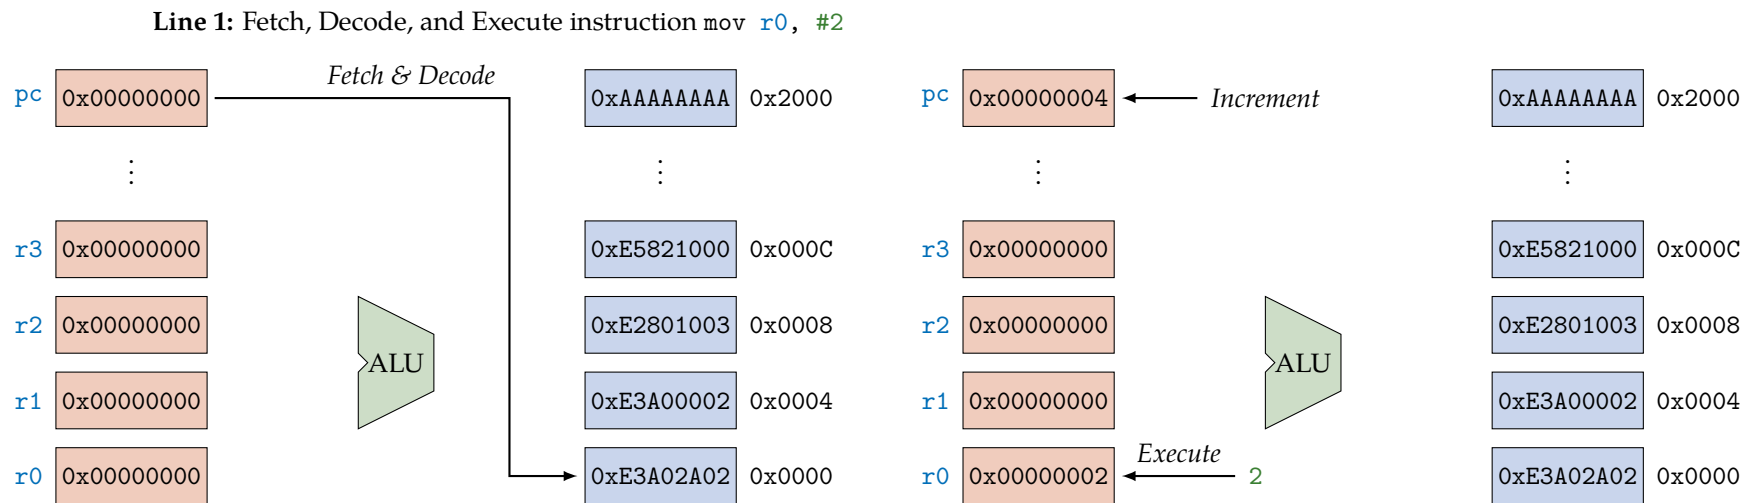 Line 1: Fetch, Decode, and Execute instruction mov r0, #2
pc 0x00000000 Fetch & Decode 0xAAAAAAAA 0x2000
⋮ ⋮
r3 0x00000000 0xE5821000 0x000C
r2 0x00000000 0xE2801003 0x0008
ALU
r1 0x00000000 0xE3A00002 0x0004
r0 0x00000000 0xE3A02A02 0x0000
pc 0x00000004 Increment 0xAAAAAAAA 0x2000
⋮ ⋮
r3 0x00000000 0xE5821000 0x000C
r2 0x00000000 0xE2801003 0x0008
ALU
r1 0x00000000 0xE3A00002 0x0004
r0 0x00000002 Execute 2 0xE3A02A02 0x0000